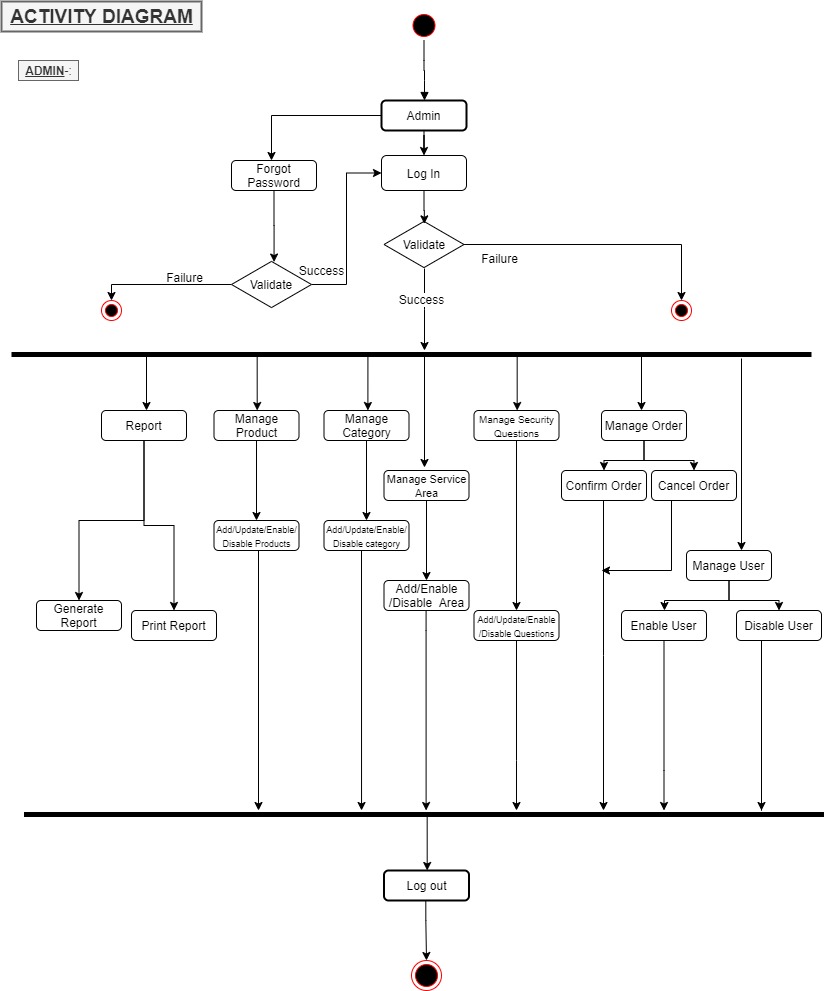 ACTIVITY DIAGRAM
ADMIN-:
Admin
Forgot
Password
Log In
Validate
Validate
Failure
Success
Failure
Success
Report
Manage
Product
Manage
Category
Manage Security
Questions
Manage Order
Manage Service
Area
Confirm Order
Cancel Order
Add/Update/Enable/
Disable Products
Add/Update/Enable/
Disable category
Manage User
Add/Enable
/Disable Area
Generate
Report
Print Report
Add/Update/Enable
/Disable Questions
Enable User
Disable User
Log out